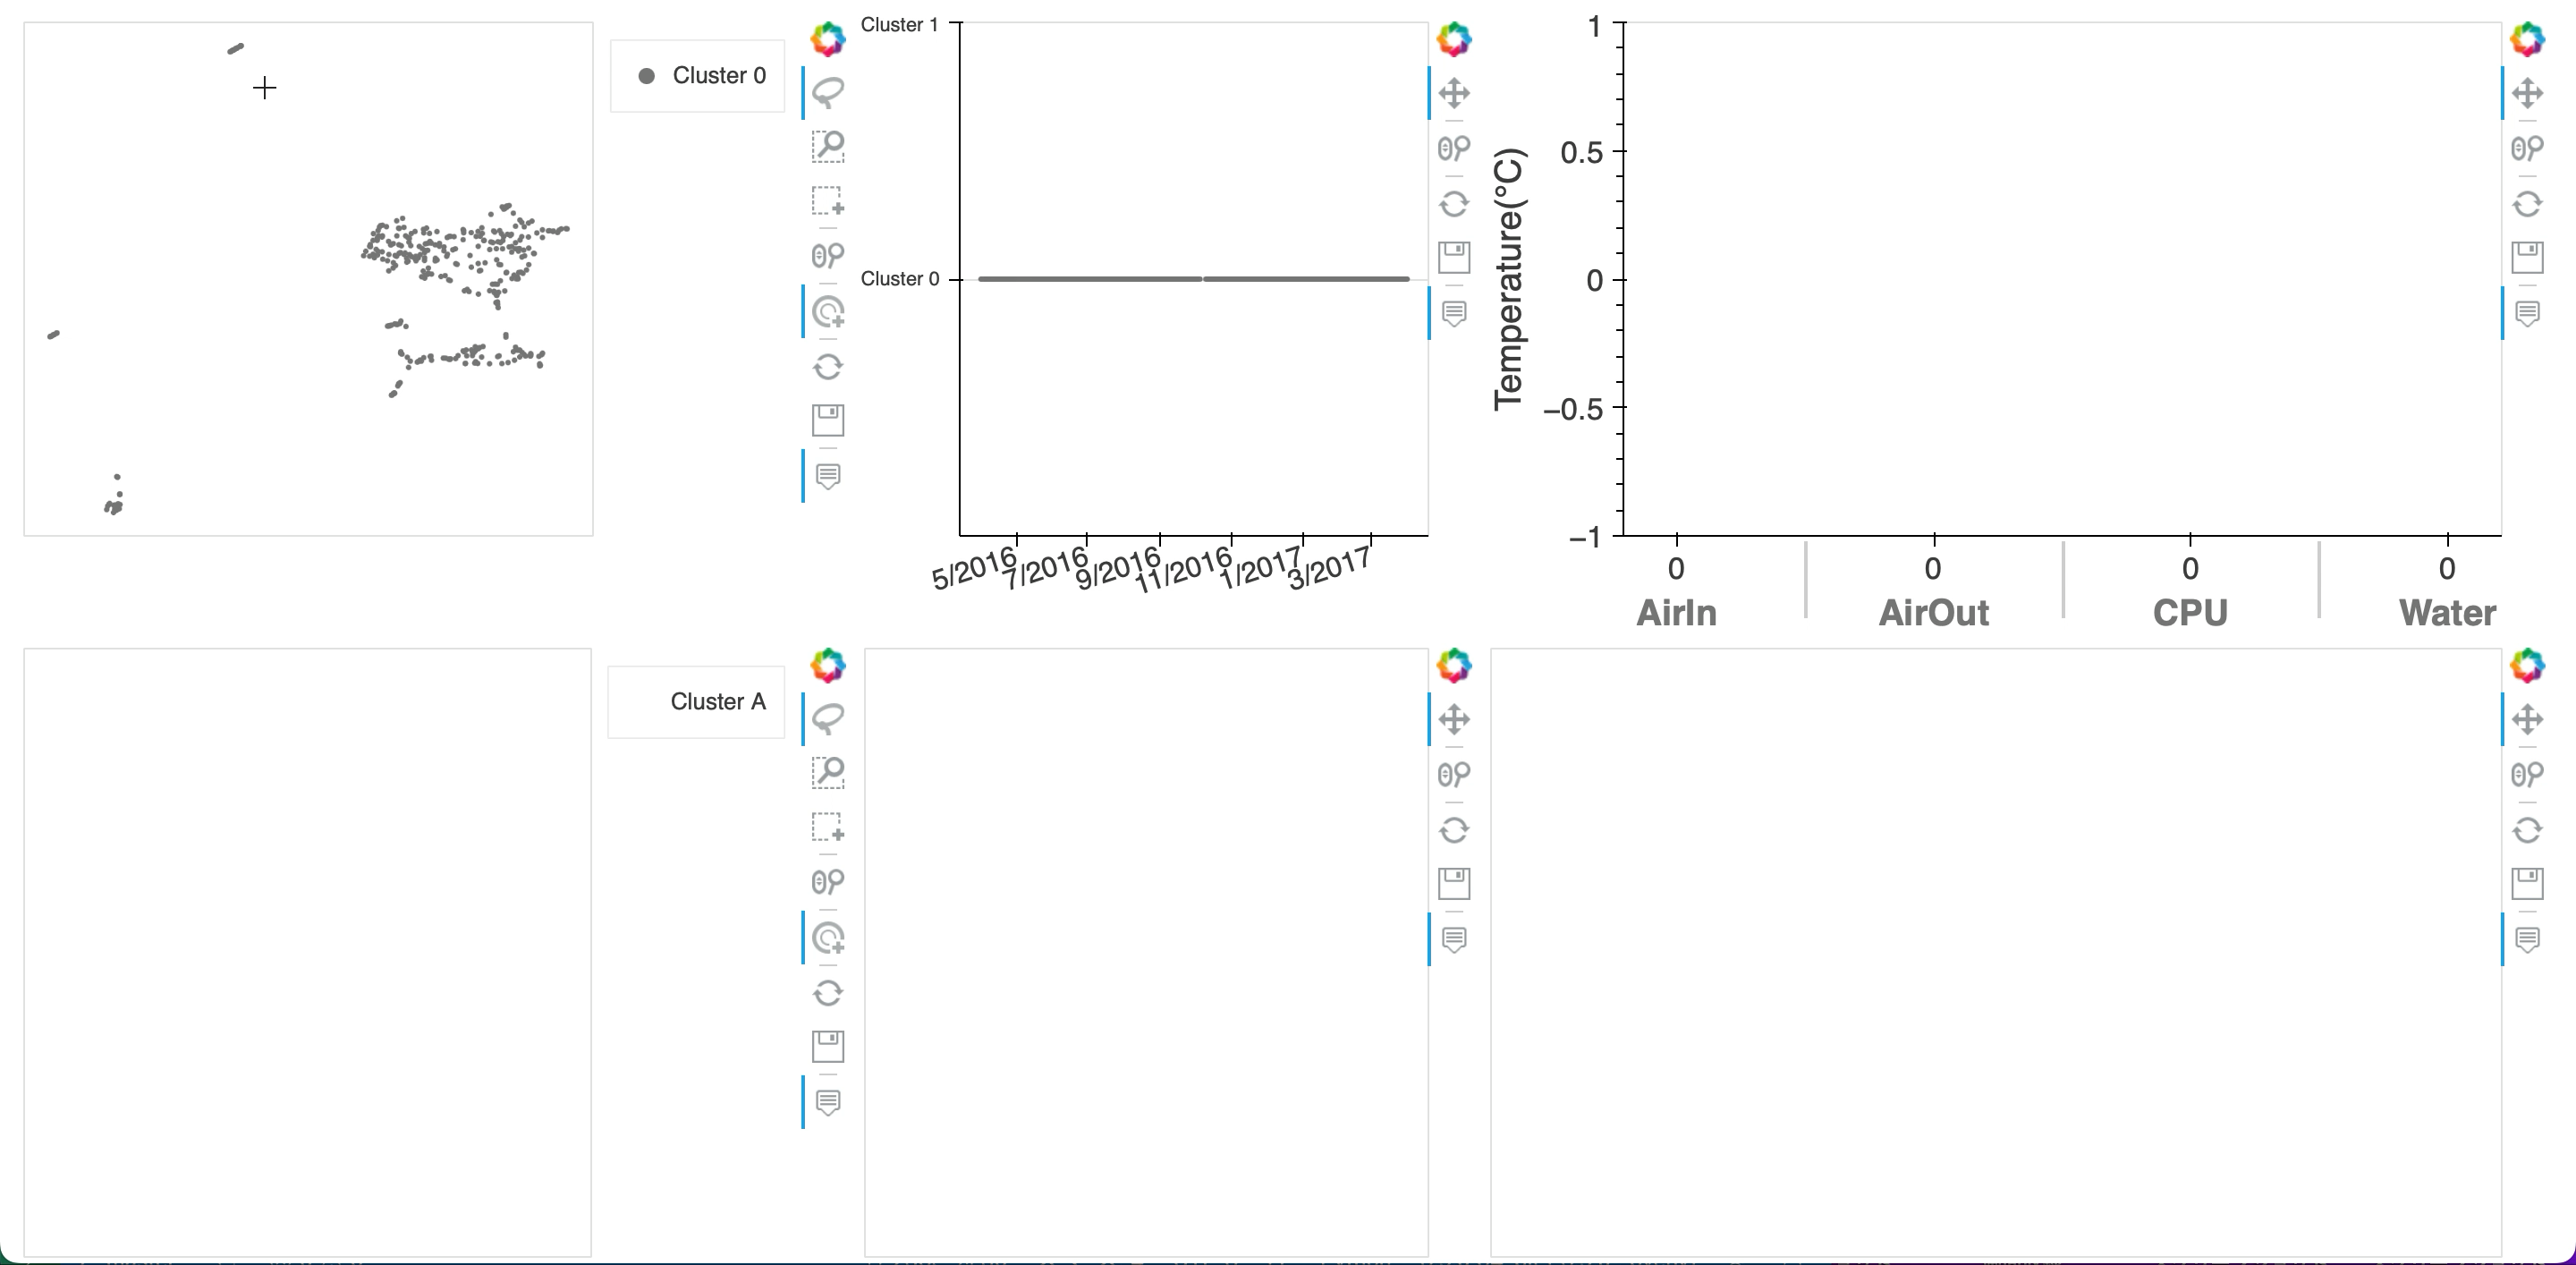 Cluster 0
Cluster 1
Cluster 0
5/2016
7/2016
9/2016
11/2016
1/2017
3/2017
Temperature(°C)
1
0.5
0
−0.5
−1
0
0
0
0
AirIn
AirOut
CPU
Water
Cluster A